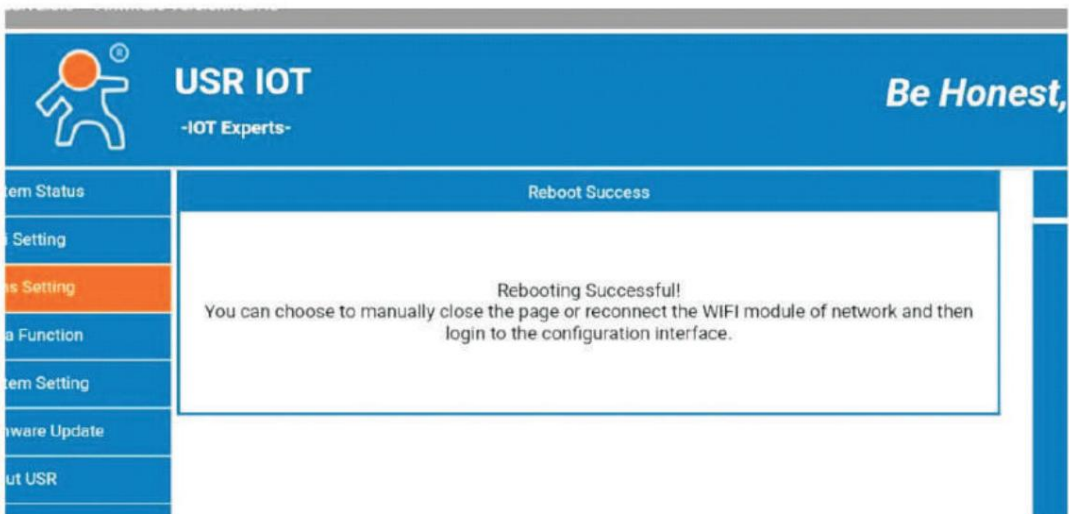 USR IOT
-IOT Experts-
Be Honest,
tem Status
i Setting
s Setting
a Function
tem Setting
ware Update
ut USR
Reboot Success
Rebooting Successful!
You can choose to manually close the page or reconnect the WIFI module of network and then
login to the configuration interface.